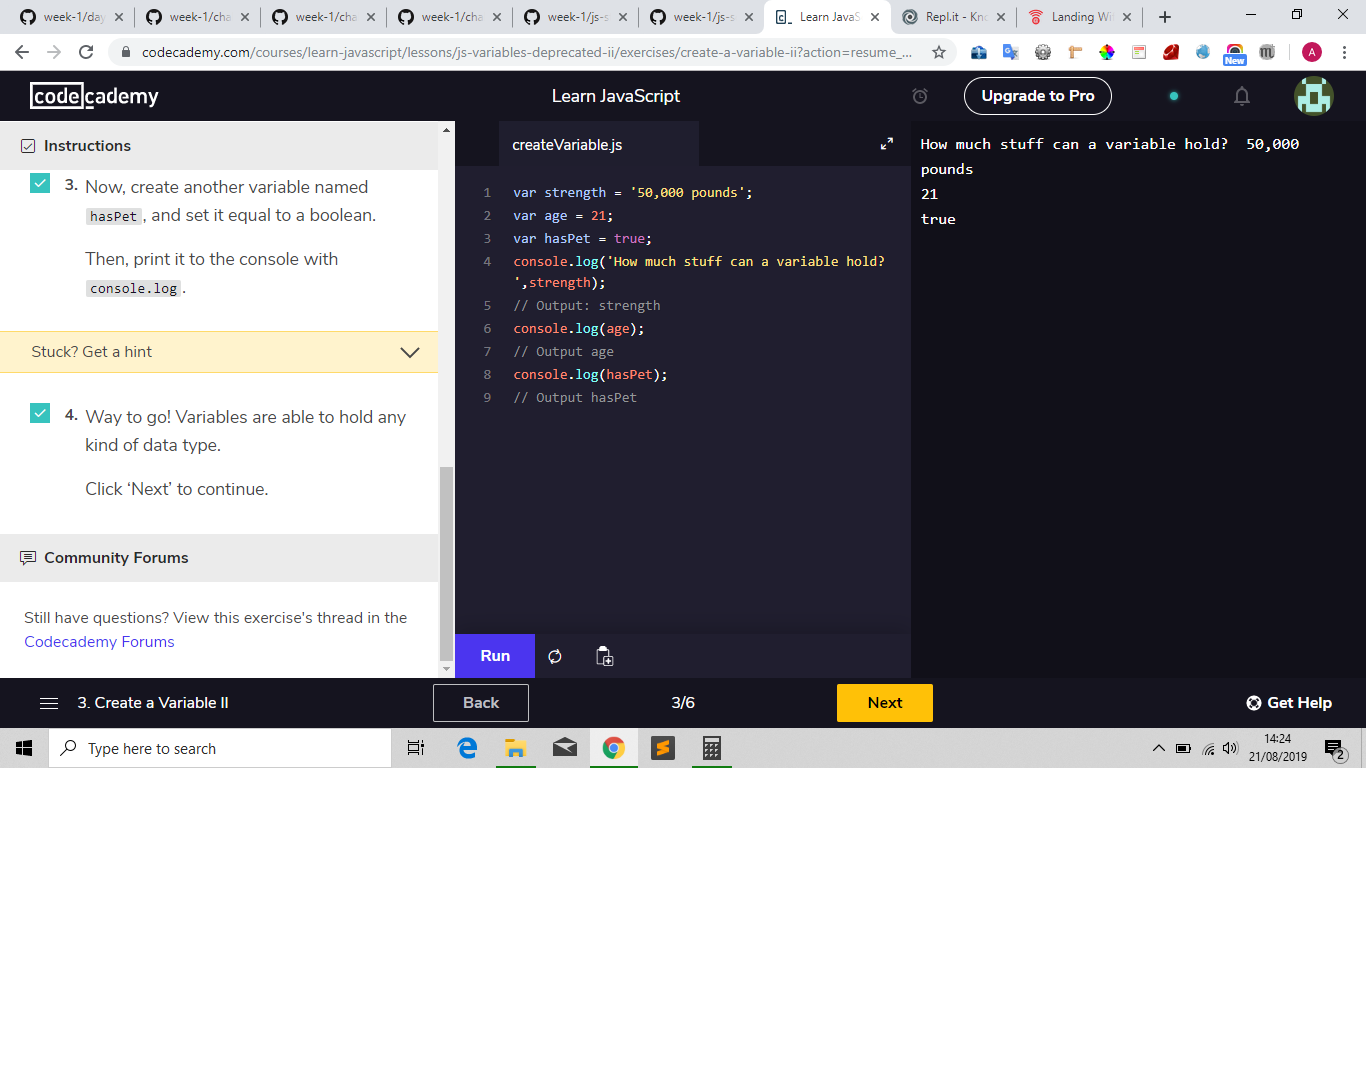 week-1/day
week-1/cha
week-1/cha
week-1/cha
week-1/js-s
week-1/js-s
Learn JavaS
Repl.it - Kno
Landing Wit
codecademy.com/courses/learn-javascript/lessons/js-variables-deprecated-ii/exercises/create-a-variable-ii?action=resume_...
New
A
codecademy
Learn JavaScript
Upgrade to Pro
Instructions
3. Now, create another variable named
hasPet, and set it equal to a boolean.
Then, print it to the console with
console.log.
Stuck? Get a hint
4. Way to go! Variables are able to hold any
kind of data type.
Click ‘Next’ to continue.
Community Forums
Still have questions? View this exercise's thread in the
Codecademy Forums
createVariable.js
1 var strength = '50,000 pounds';
2 var age = 21;
3 var hasPet = true;
4 console.log('How much stuff can a variable hold?
',strength);
5 // Output: strength
6 console.log(age);
7 // Output age
8 console.log(hasPet);
9 // Output hasPet
Run
How much stuff can a variable hold?  50,000
pounds
21
true
3. Create a Variable II
Back
3/6
Next
Get Help
Type here to search
14:24
21/08/2019
2